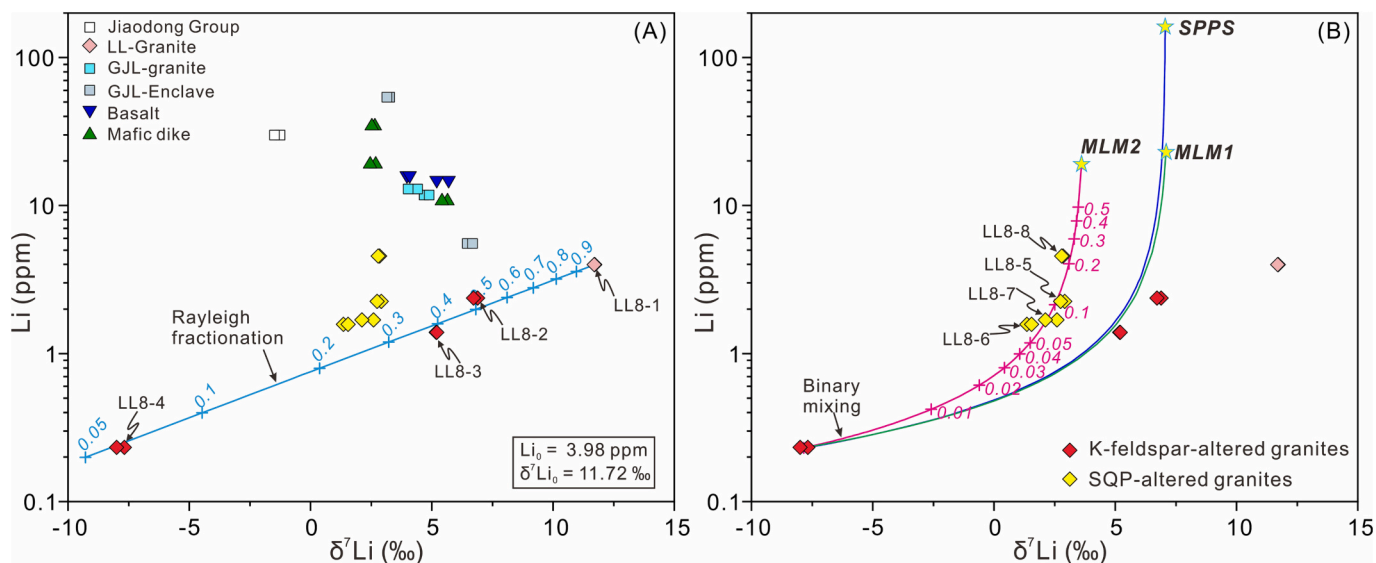 (A)
Jiaodong Group
LL-Granite
GJL-granite
GJL-Enclave
Basalt
Mafic dike
100
10
1
0.1
Li (ppm)
0.05
0.1
0.2
0.3
0.4
0.5
0.6
0.7
0.8
0.9
Rayleigh
fractionation
LL8-1
LL8-2
LL8-3
LL8-4
Li₀ = 3.98 ppm
δ⁷Li₀ = 11.72 ‰
-10
-5
0
5
10
15
δ⁷Li (‰)
(B)
SPPS
MLM2
MLM1
100
10
1
0.1
Li (ppm)
0.5
0.4
0.3
0.2
0.1
0.05
0.04
0.03
0.02
0.01
LL8-8
LL8-5
LL8-7
LL8-6
Binary
mixing
K-feldspar-altered granites
SQP-altered granites
-10
-5
0
5
10
15
δ⁷Li (‰)